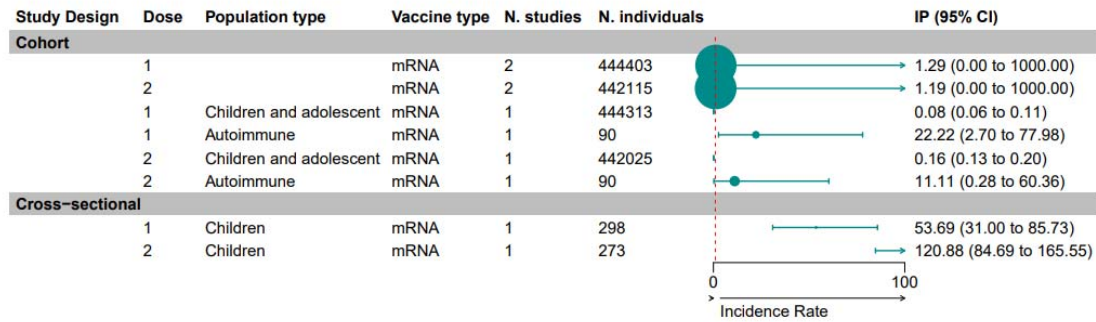 Study Design Dose Population type Vaccine type N. studies N. individuals IP (95% CI)
Cohort
1 mRNA 2 444403 1.29 (0.00 to 1000.00)
2 mRNA 2 442115 1.19 (0.00 to 1000.00)
1 Children and adolescent mRNA 1 444313 0.08 (0.06 to 0.11)
1 Autoimmune mRNA 1 90 22.22 (2.70 to 77.98)
2 Children and adolescent mRNA 1 442025 0.16 (0.13 to 0.20)
2 Autoimmune mRNA 1 90 11.11 (0.28 to 60.36)
Cross−sectional
1 Children mRNA 1 298 53.69 (31.00 to 85.73)
2 Children mRNA 1 273 120.88 (84.69 to 165.55)
0 100
Incidence Rate